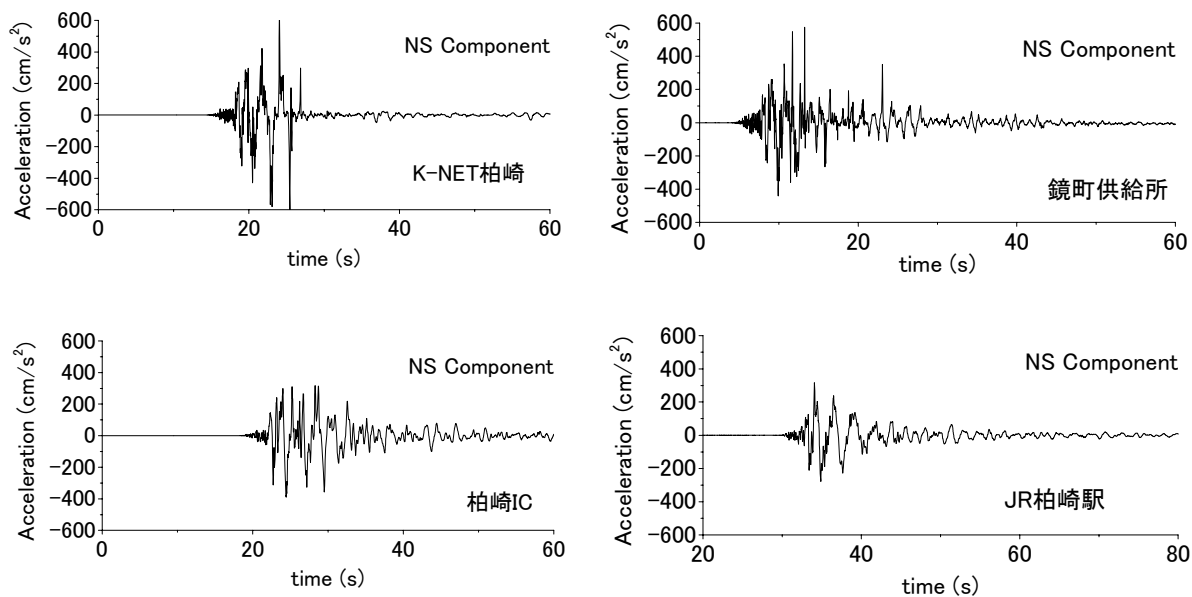 600
400
200
0
−200
−400
−600
Acceleration (cm/s²)
NS Component
K-NET柏崎
0 20 40 60
time (s)
600
400
200
0
−200
−400
−600
Acceleration (cm/s²)
NS Component
鏡町供給所
0 20 40 60
time (s)
600
400
200
0
−200
−400
−600
Acceleration (cm/s²)
NS Component
柏崎IC
0 20 40 60
time (s)
600
400
200
0
−200
−400
−600
Acceleration (cm/s²)
NS Component
JR柏崎駅
20 40 60 80
time (s)